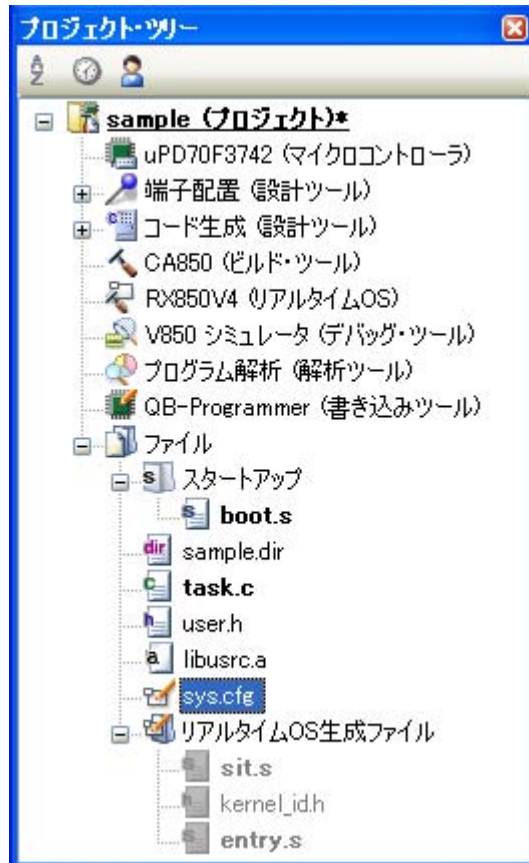 プロジェクト・ツリー
sample (プロジェクト)*
uPD70F3742 (マイクロコントローラ)
端子配置 (設計ツール)
コード生成 (設計ツール)
CA850 (ビルド・ツール)
RX850V4 (リアルタイムOS)
V850 シミュレータ (デバッグ・ツール)
プログラム解析 (解析ツール)
QB-Programmer (書き込みツール)
ファイル
スタートアップ
boot.s
sample.dir
task.c
user.h
libusrc.a
sys.cfg
リアルタイムOS生成ファイル
sit.s
kernel_id.h
entry.s